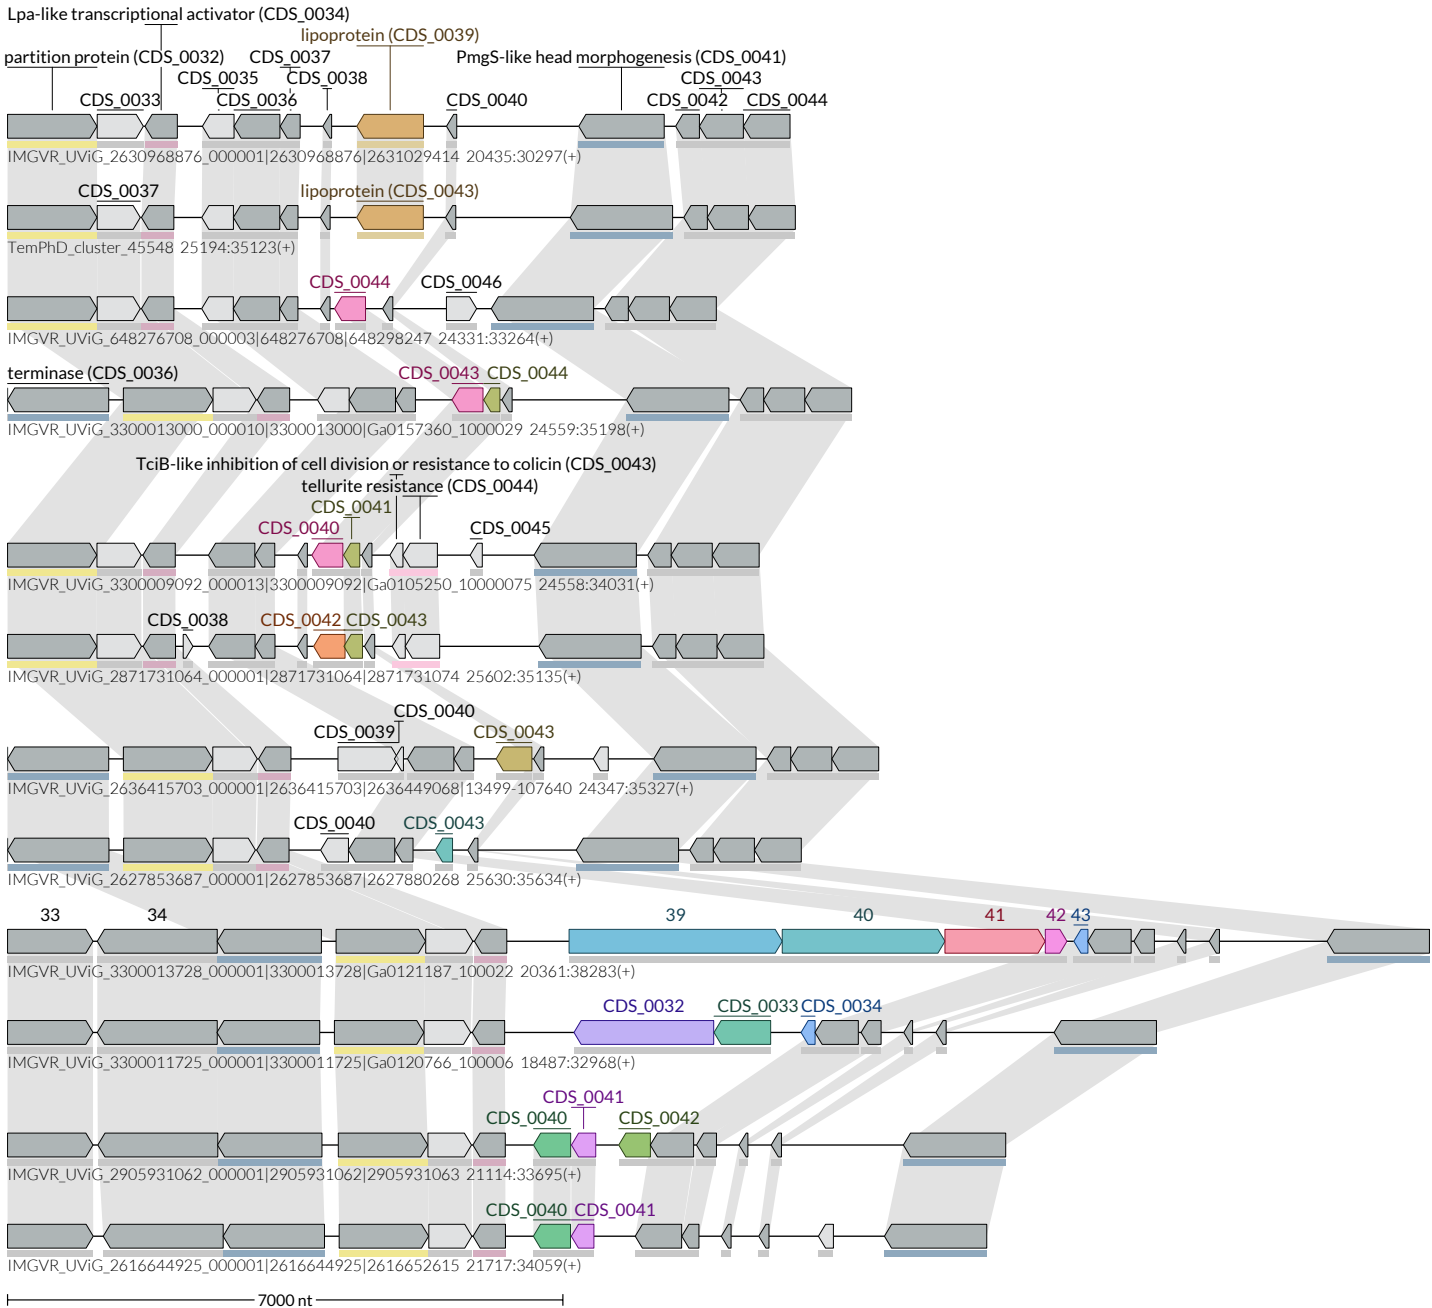 Lpa-like transcriptional activator (CDS_0034)
lipoprotein (CDS_0039)
partition protein (CDS_0032) CDS_0037 PmgS-like head morphogenesis (CDS_0041)
CDS_0035 CDS_0038 CDS_0043
CDS_0033 CDS_0036 CDS_0040 CDS_0042 CDS_0044
IMGVR_UViG_2630968876_000001|2630968876|2631029414 20435:30297(+)
CDS_0037 lipoprotein (CDS_0043)
TemPhD_cluster_45548 25194:35123(+)
CDS_0044 CDS_0046
IMGVR_UViG_648276708_000003|648276708|648298247 24331:33264(+)
terminase (CDS_0036) CDS_0043 CDS_0044
IMGVR_UViG_3300013000_000010|3300013000|Ga0157360_1000029 24559:35198(+)
TciB-like inhibition of cell division or resistance to colicin (CDS_0043)
tellurite resistance (CDS_0044)
CDS_0041
CDS_0040 CDS_0045
IMGVR_UViG_3300009092_000013|3300009092|Ga0105250_10000075 24558:34031(+)
CDS_0038 CDS_0042 CDS_0043
IMGVR_UViG_2871731064_000001|2871731064|2871731074 25602:35135(+)
CDS_0040
CDS_0039 CDS_0043
IMGVR_UViG_2636415703_000001|2636415703|2636449068|13499-107640 24347:35327(+)
CDS_0040 CDS_0043
IMGVR_UViG_2627853687_000001|2627853687|2627880268 25630:35634(+)
33 34 39 40 41 42 43
IMGVR_UViG_3300013728_000001|3300013728|Ga0121187_100022 20361:38283(+)
CDS_0032 CDS_0033 CDS_0034
IMGVR_UViG_3300011725_000001|3300011725|Ga0120766_100006 18487:32968(+)
CDS_0041
CDS_0040 CDS_0042
IMGVR_UViG_2905931062_000001|2905931062|2905931063 21114:33695(+)
CDS_0040 CDS_0041
IMGVR_UViG_2616644925_000001|2616644925|2616652615 21717:34059(+)
7000 nt